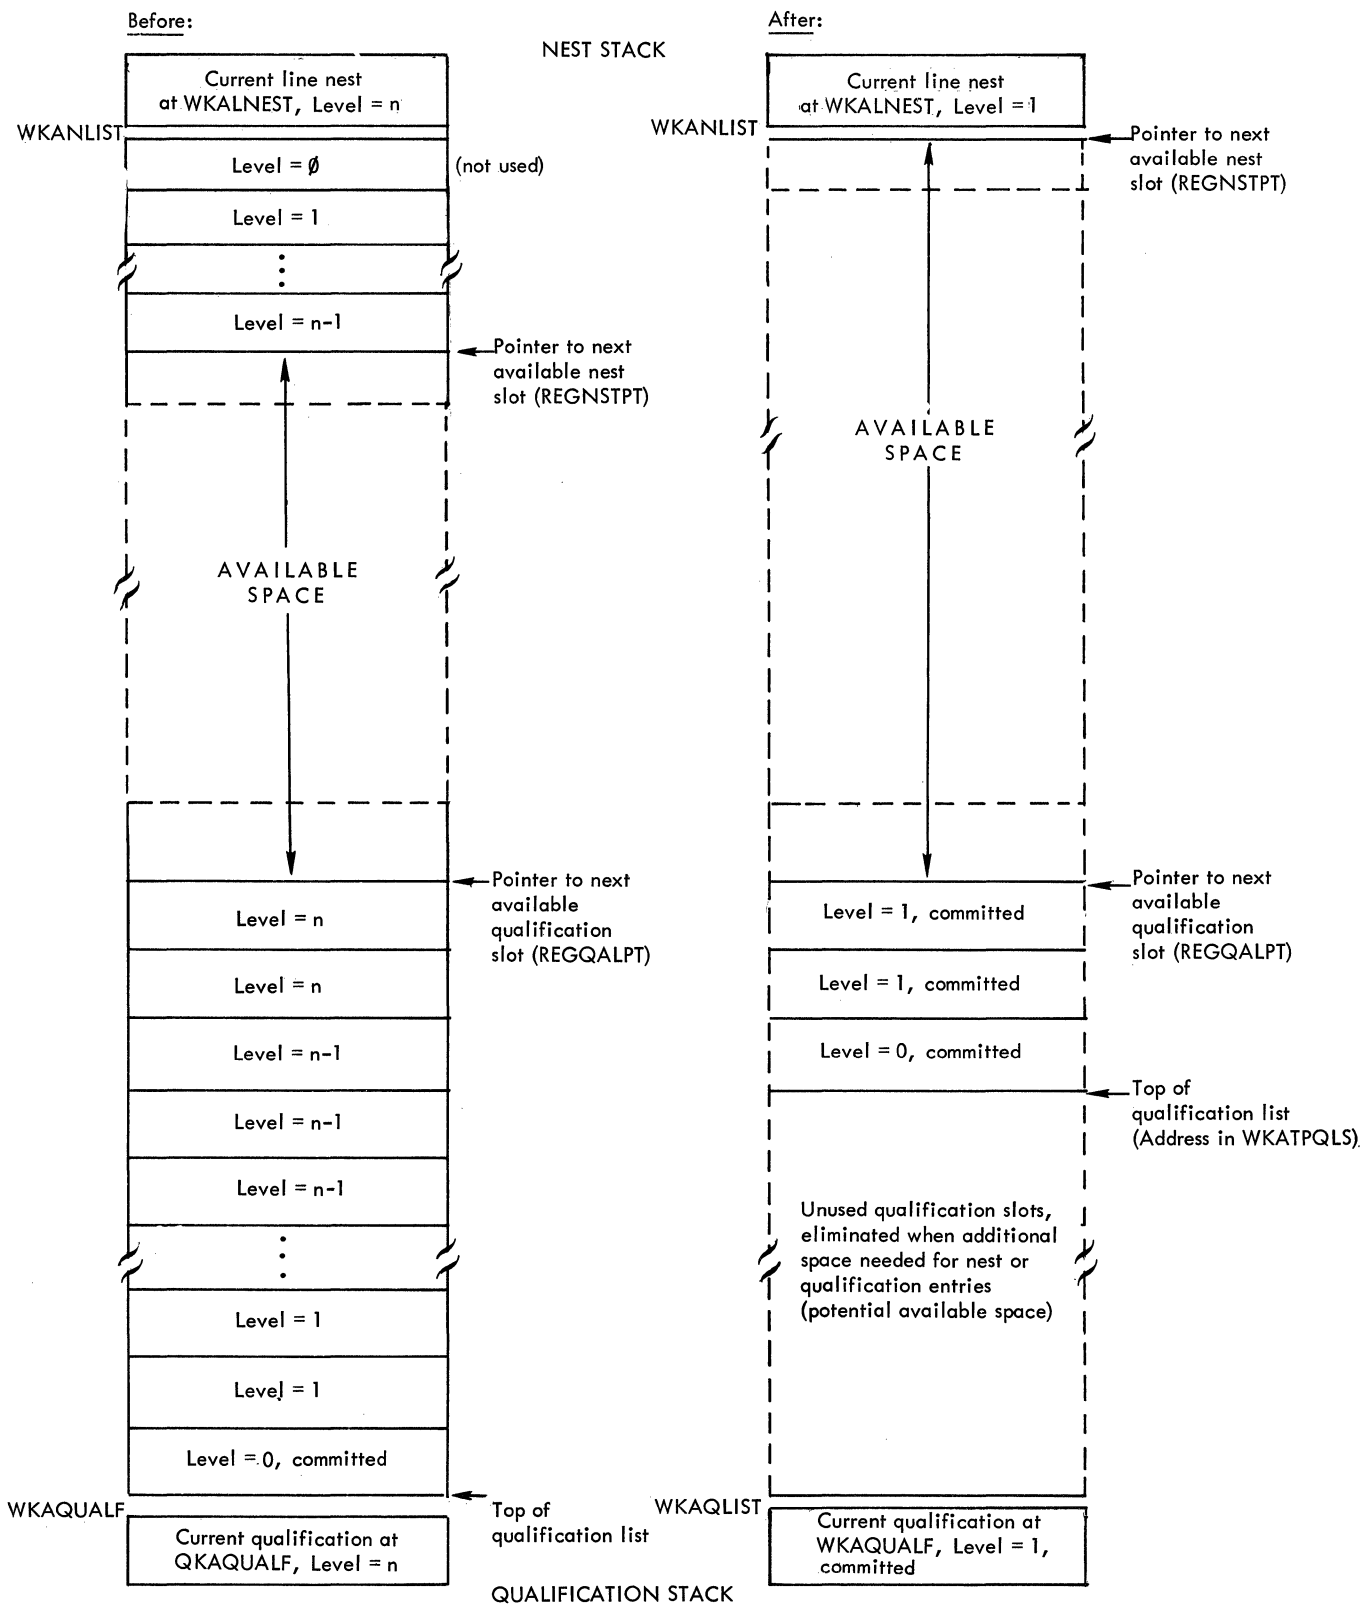 Before:
NEST STACK
Current line nest
at WKALNEST, Level = n
WKANLIST
Level = ø
(not used)
Level = 1
Level = n-1
Pointer to next
available nest
slot (REGNSTPT)
AVAILABLE
SPACE
Pointer to next
available
qualification
slot (REGQALPT)
Level = n
Level = n
Level = n-1
Level = n-1
Level = n-1
Level = 1
Level = 1
Level = 0, committed
WKAQUALF
Top of
qualification list
Current qualification at
QKAQUALF, Level = n
QUALIFICATION STACK
After:
Current line nest
at WKALNEST, Level = 1
WKANLIST
Pointer to next
available nest
slot (REGNSTPT)
AVAILABLE
SPACE
Pointer to next
available
qualification
slot (REGQALPT)
Level = 1, committed
Level = 1, committed
Level = 0, committed
Top of
qualification list
(Address in WKATPQLS)
Unused qualification slots,
eliminated when additional
space needed for nest or
qualification entries
(potential available space)
WKAQLIST
Current qualification at
WKAQUALF, Level = 1,
committed